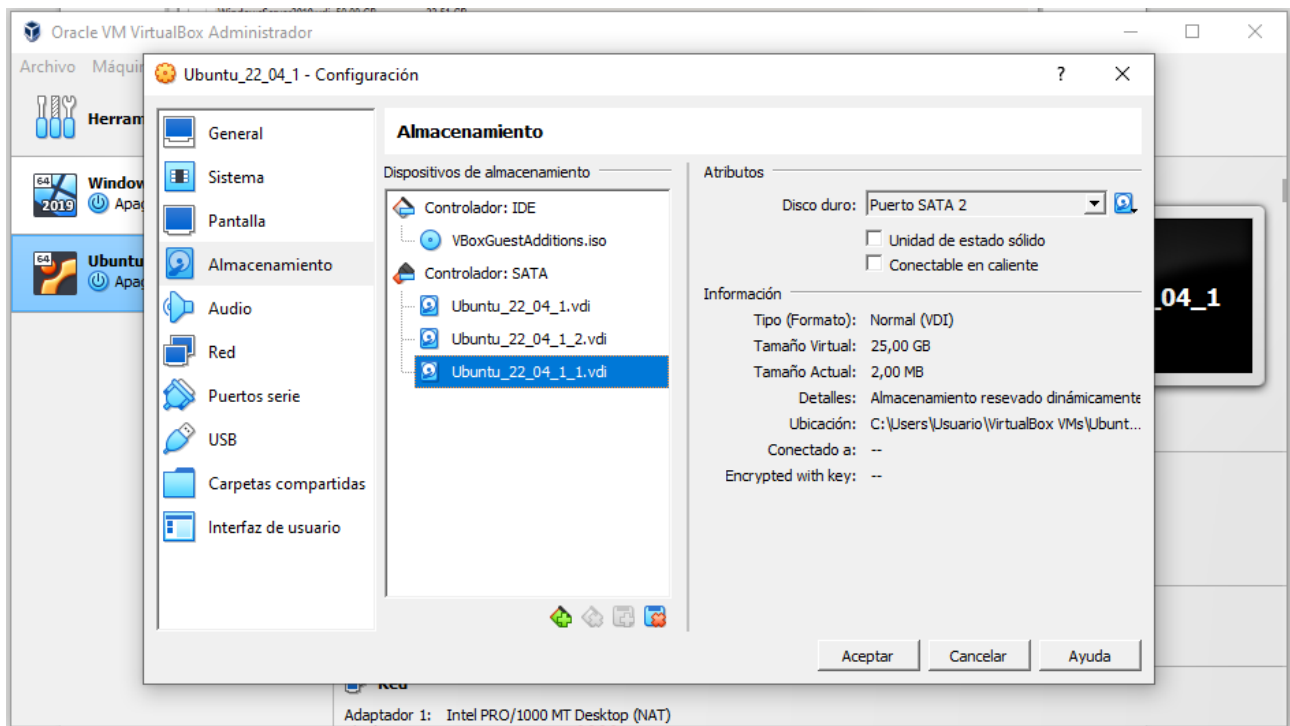 Oracle VM VirtualBox Administrador
Archivo Máquin
Herram
64
2019
Window
Apag
64
Ubuntu
Apag
_04_1
Ubuntu_22_04_1 - Configuración
General
Sistema
Pantalla
Almacenamiento
Audio
Red
Puertos serie
USB
Carpetas compartidas
Interfaz de usuario
Almacenamiento
Dispositivos de almacenamiento
Controlador: IDE
VBoxGuestAdditions.iso
Controlador: SATA
Ubuntu_22_04_1.vdi
Ubuntu_22_04_1_2.vdi
Ubuntu_22_04_1_1.vdi
Atributos
Disco duro: Puerto SATA 2
Unidad de estado sólido
Conectable en caliente
Información
Tipo (Formato): Normal (VDI)
Tamaño Virtual: 25,00 GB
Tamaño Actual: 2,00 MB
Detalles: Almacenamiento resevado dinámicamente
Ubicación: C:\Users\Usuario\VirtualBox VMs\Ubunt...
Conectado a: --
Encrypted with key: --
Aceptar Cancelar Ayuda
Red
Adaptador 1: Intel PRO/1000 MT Desktop (NAT)